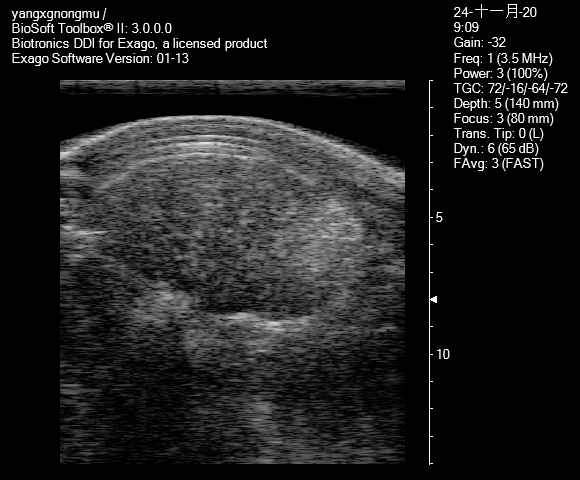 yangxgnongmu /
BioSoft Toolbox® II: 3.0.0.0
Biotronics DDI for Exago, a licensed product
Exago Software Version: 01-13
24-十一月-20
9:09
Gain: -32
Freq: 1 (3.5 MHz)
Power: 3 (100%)
TGC: 72/-16/-64/-72
Depth: 5 (140 mm)
Focus: 3 (80 mm)
Trans. Tip: 0 (L)
Dyn.: 6 (65 dB)
FAvg: 3 (FAST)
5
10